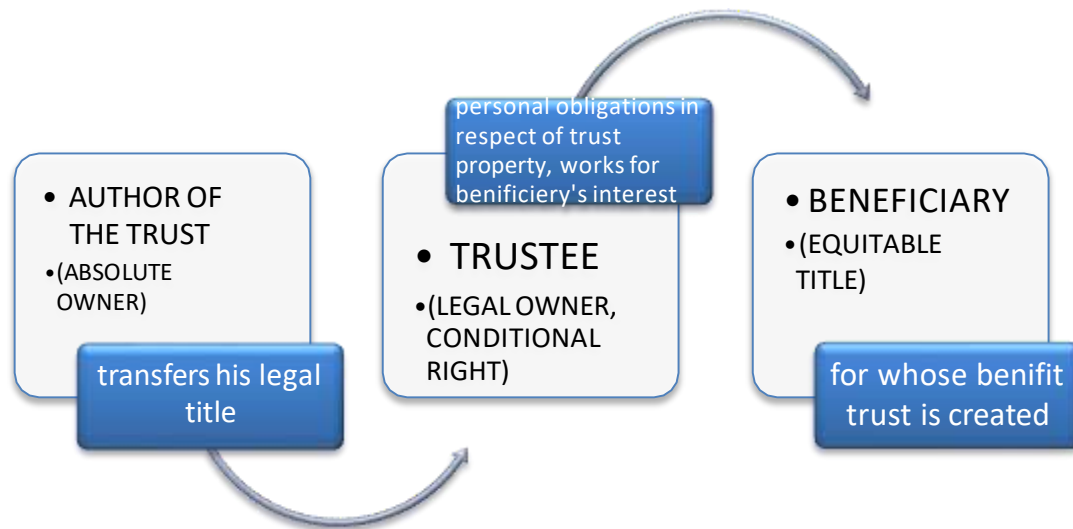 • AUTHOR OF
THE TRUST
•(ABSOLUTE
OWNER)
transfers his legal
title
personal obligations in
respect of trust
property, works for
benificiery's interest
• TRUSTEE
•(LEGAL OWNER,
CONDITIONAL
RIGHT)
•BENEFICIARY
•(EQUITABLE
TITLE)
for whose benifit
trust is created